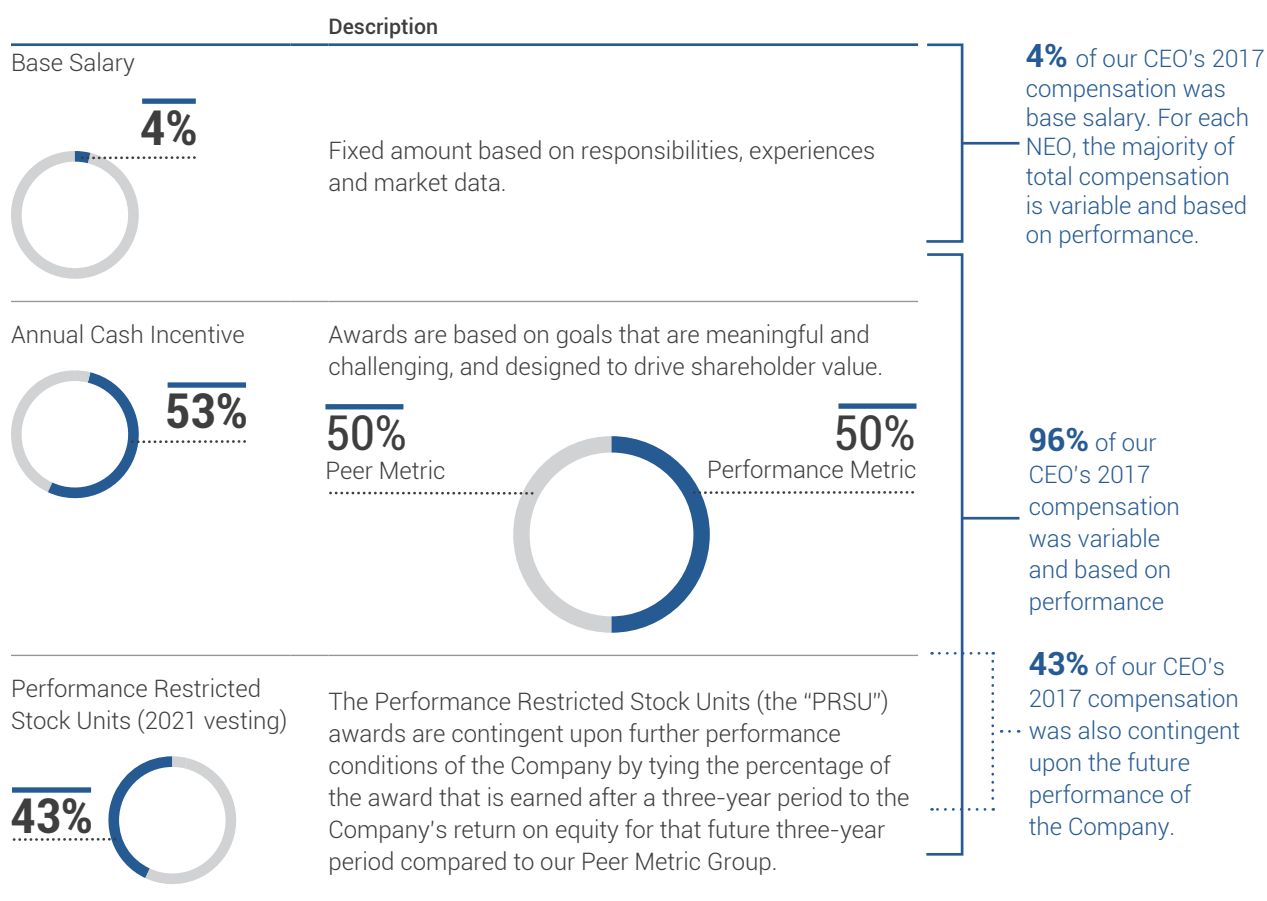 Description
Base Salary
4%
Fixed amount based on responsibilities, experiences
and market data.
4% of our CEO's 2017
compensation was
base salary. For each
NEO, the majority of
total compensation
is variable and based
on performance.
Annual Cash Incentive
53%
Awards are based on goals that are meaningful and
challenging, and designed to drive shareholder value.
50%
Peer Metric
50%
Performance Metric
96% of our
CEO's 2017
compensation
was variable
and based on
performance
Performance Restricted
Stock Units (2021 vesting)
43%
The Performance Restricted Stock Units (the “PRSU”)
awards are contingent upon further performance
conditions of the Company by tying the percentage of
the award that is earned after a three-year period to the
Company's return on equity for that future three-year
period compared to our Peer Metric Group.
43% of our CEO's
2017 compensation
was also contingent
upon the future
performance of
the Company.